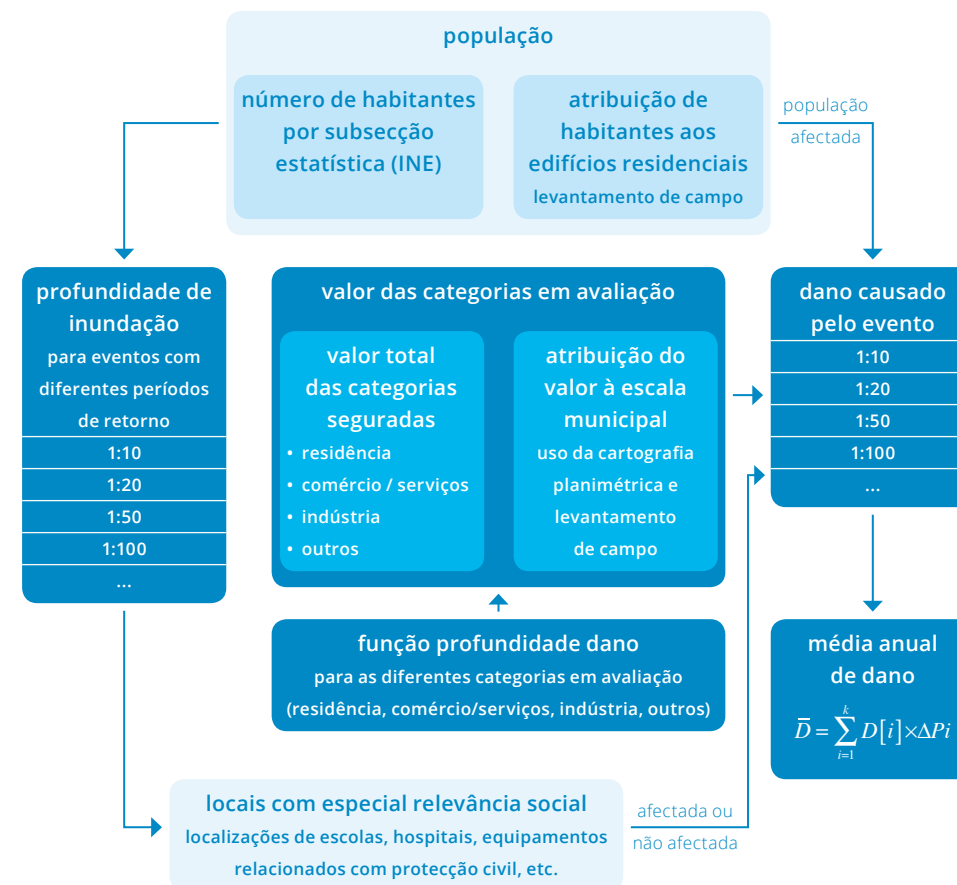 população
número de habitantes
por subsecção
estatística (INE)
atribuição de
habitantes aos
edifícios residenciais
levantamento de campo
população
afectada
profundidade de
inundação
para eventos com
diferentes períodos
de retorno
1:10
1:20
1:50
1:100
...
valor das categorias em avaliação
valor total
das categorias
seguradas
• residência
• comércio / serviços
• indústria
• outros
atribuição do
valor à escala
municipal
uso da cartografia
planimétrica e
levantamento
de campo
dano causado
pelo evento
1:10
1:20
1:50
1:100
...
função profundidade dano
para as diferentes categorias em avaliação
(residência, comércio/serviços, indústria, outros)
média anual
de dano
D̅ = ∑_{i=1}^{k} D[i]×ΔPi
locais com especial relevância social
localizações de escolas, hospitais, equipamentos
relacionados com protecção civil, etc.
afectada ou
não afectada